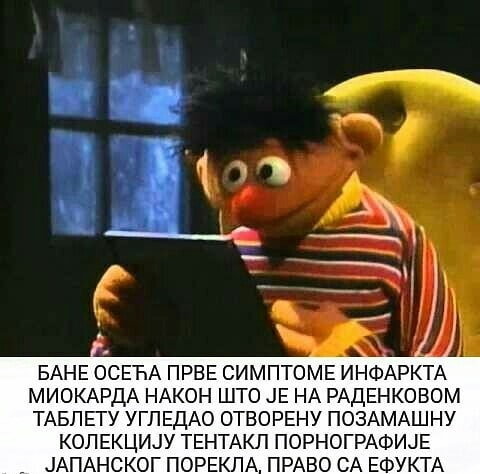 БАНЕ ОСЕЋА ПРВЕ СИМПТОМЕ ИНФАРКТА
МИОКАРДА НАКОН ШТО ЈЕ НА РАДЕНКОВОМ
ТАБЛЕТУ УГЛЕДАО ОТВОРЕНУ ПОЗАМАШНУ
КОЛЕКЦИЈУ ТЕНТАКЛ ПОРНОГРАФИЈЕ
ЈАПАНСКОГ ПОРЕКЛА, ПРАВО СА ЕФУКТА